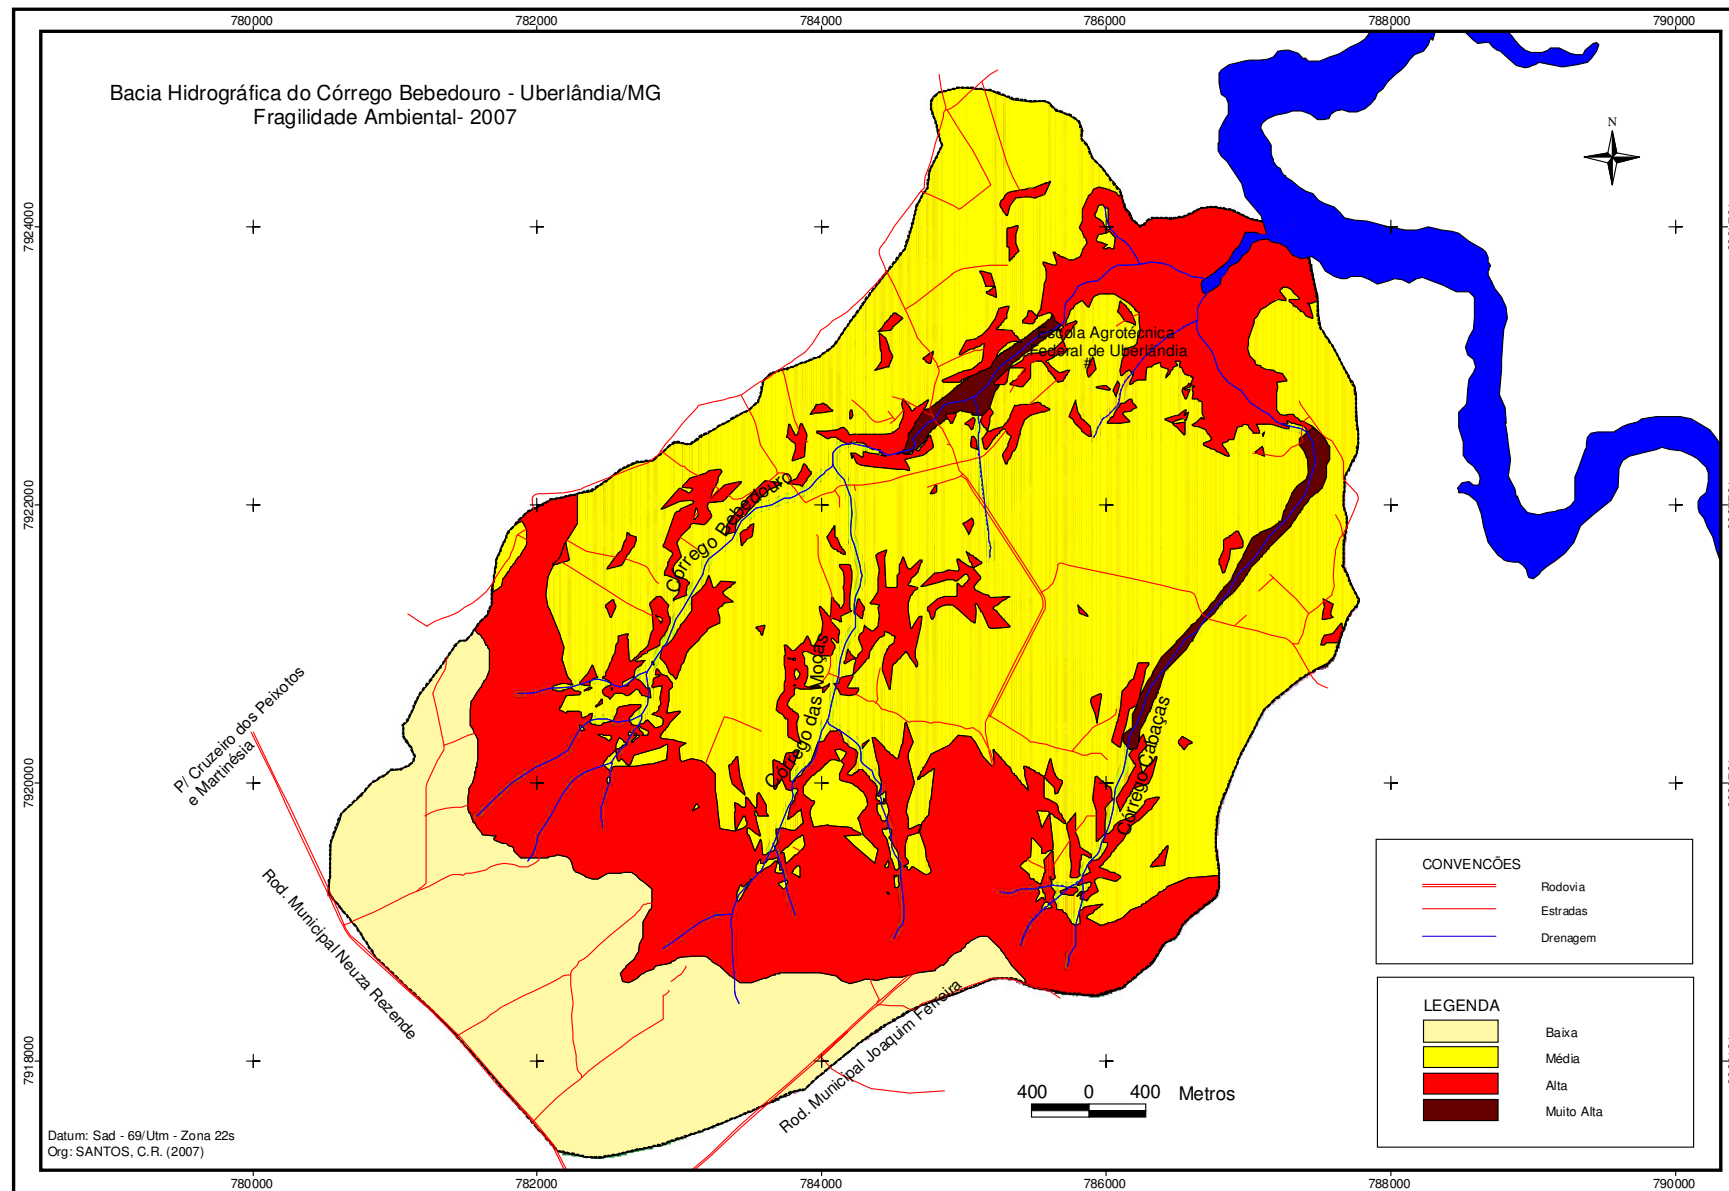 780000
782000
784000
786000
788000
790000
Bacia Hidrográfica do Córrego Bebedouro - Uberlândia/MG
Fragilidade Ambiental- 2007
N
7924000
7922000
7920000
7918000
Escola Agrotécnica
Federal de Uberlândia
#
Córrego Bebedouro
Córrego das Moças
Córrego Cabaças
P/ Cruzeiro dos Peixotos
e Martinésia
Rod. Municipal Neuza Rezende
Rod. Municipal Joaquim Ferreira
CONVENCÕES
Rodovia
Estradas
Drenagem
LEGENDA
Baixa
Média
Alta
Muito Alta
400 0 400 Metros
Datum: Sad - 69/Utm - Zona 22s
Org: SANTOS, C.R. (2007)
780000
782000
784000
786000
788000
790000